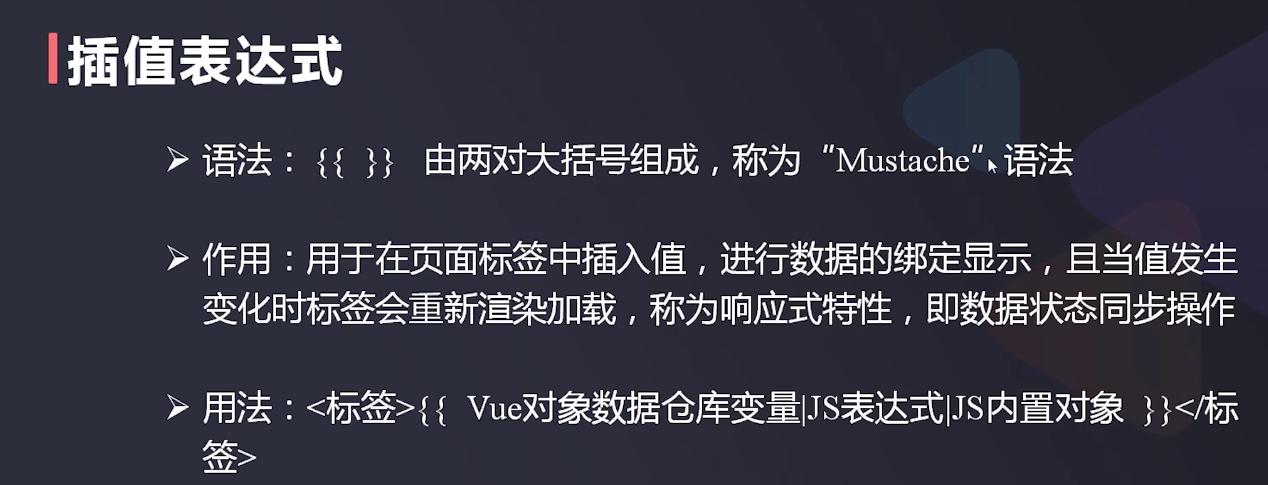 插值表达式
➢ 语法： {{ }} 由两对大括号组成，称为“Mustache”语法
➢ 作用：用于在页面标签中插入值，进行数据的绑定显示，且当值发生
变化时标签会重新渲染加载，称为响应式特性，即数据状态同步操作
➢ 用法：<标签>{{ Vue对象数据仓库变量|JS表达式|JS内置对象 }}</标
签>